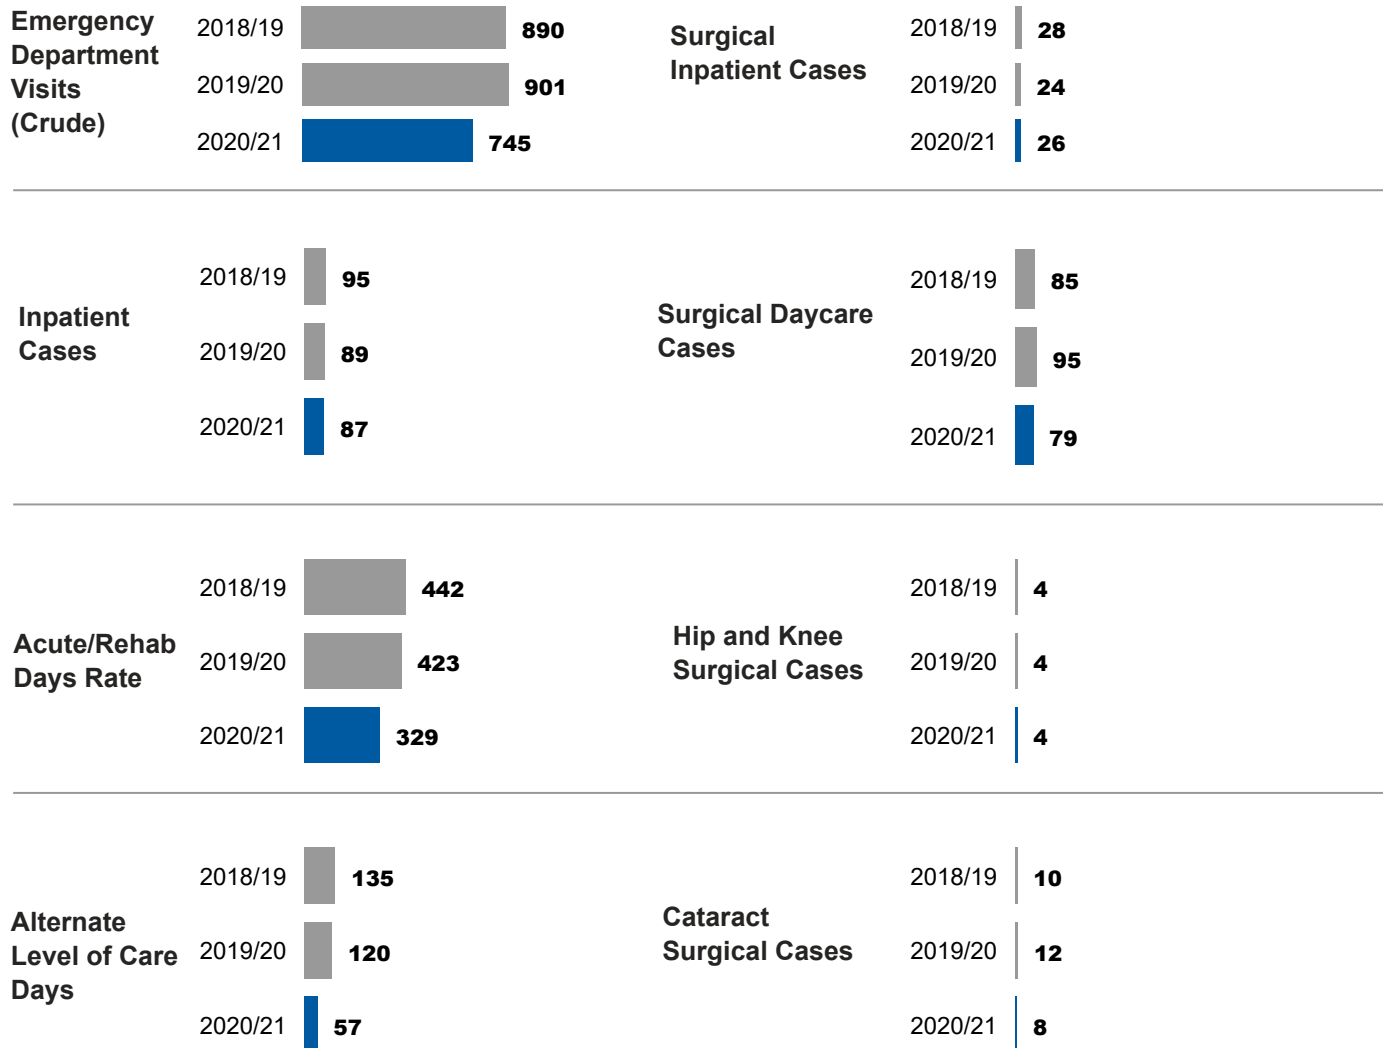 Emergency
Department
Visits
(Crude)
2018/19 890
2019/20 901
2020/21 745
Surgical
Inpatient Cases
2018/19 28
2019/20 24
2020/21 26
Inpatient
Cases
2018/19 95
2019/20 89
2020/21 87
Surgical Daycare
Cases
2018/19 85
2019/20 95
2020/21 79
Acute/Rehab
Days Rate
2018/19 442
2019/20 423
2020/21 329
Hip and Knee
Surgical Cases
2018/19 4
2019/20 4
2020/21 4
Alternate
Level of Care
Days
2018/19 135
2019/20 120
2020/21 57
Cataract
Surgical Cases
2018/19 10
2019/20 12
2020/21 8